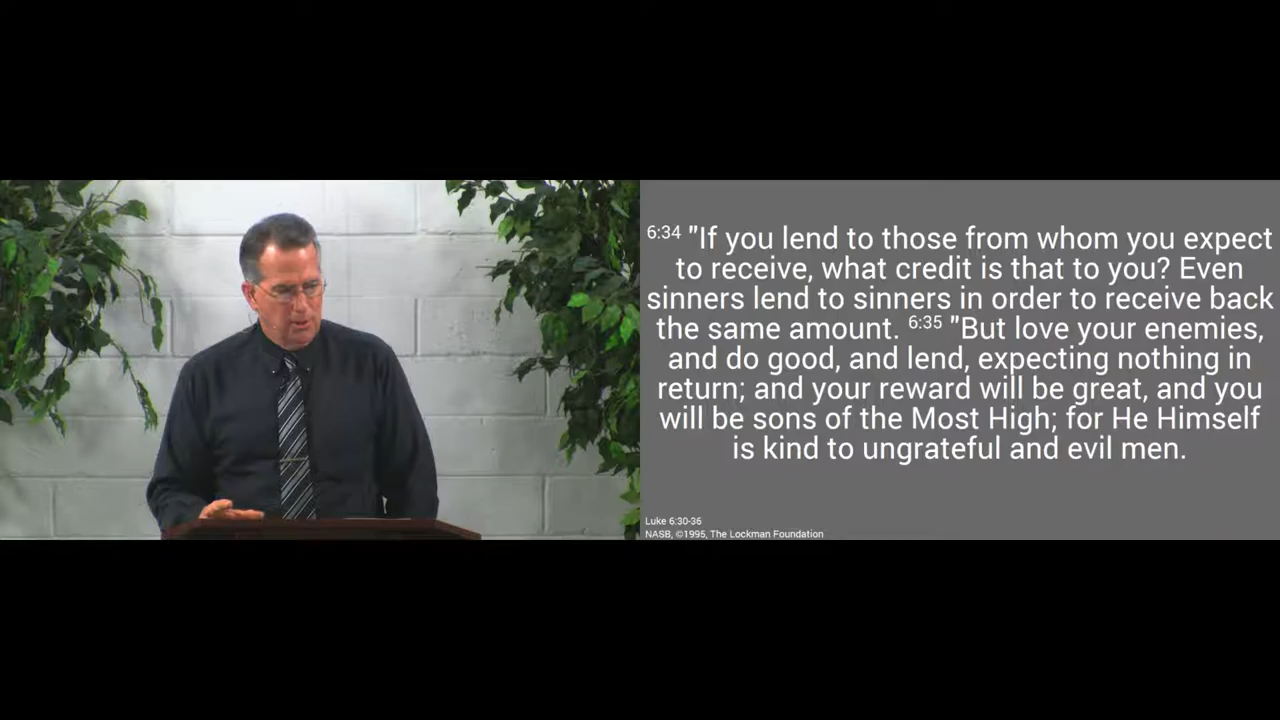 6:34 "If you lend to those from whom you expect
to receive, what credit is that to you? Even
sinners lend to sinners in order to receive back
the same amount. 6:35 "But love your enemies,
and do good, and lend, expecting nothing in
return; and your reward will be great, and you
will be sons of the Most High; for He Himself
is kind to ungrateful and evil men.
Luke 6:30-36
NASB, ©1995, The Lockman Foundation